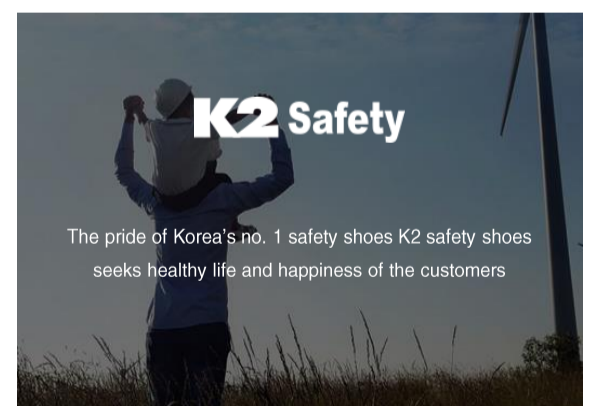 K2 Safety
The pride of Korea's no. 1 safety shoes K2 safety shoes
seeks healthy life and happiness of the customers